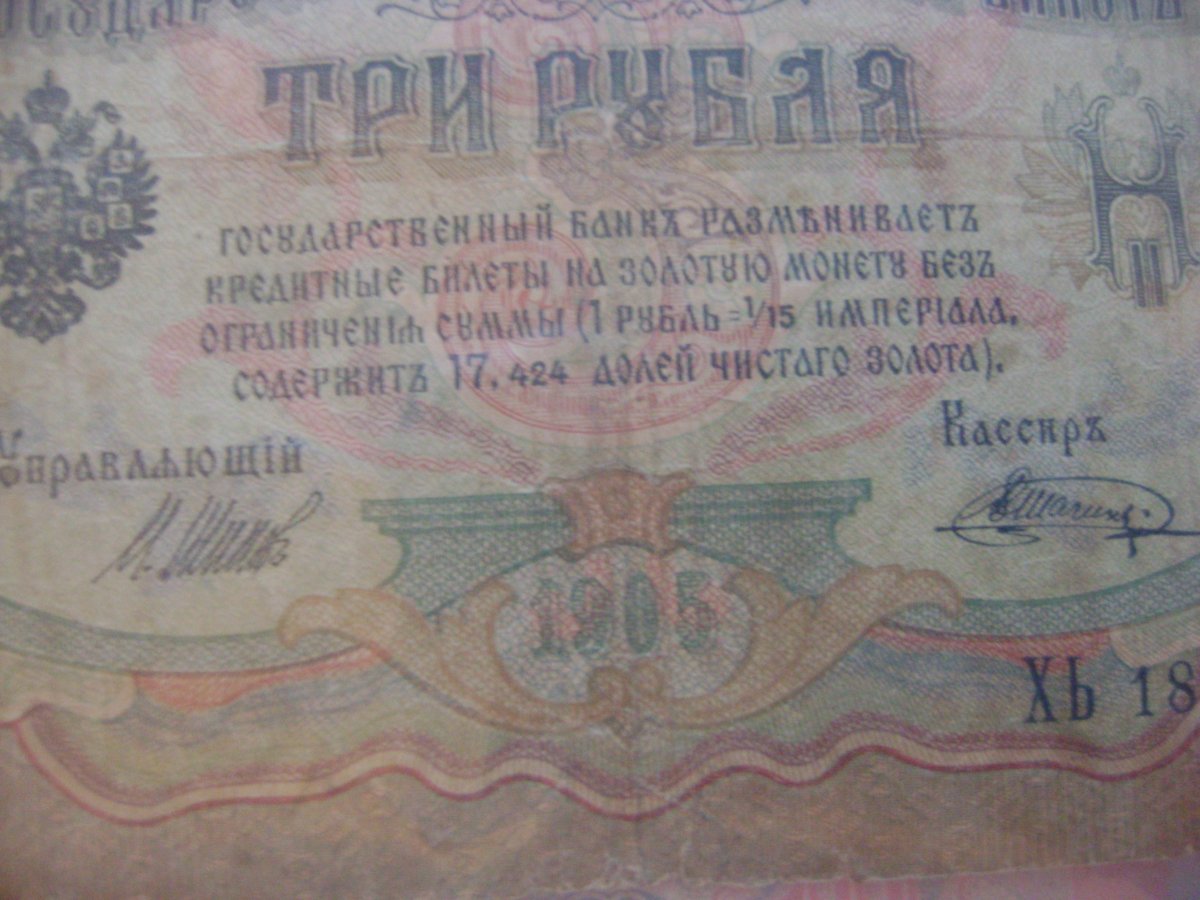 ТРИ РУБЛЯ
ГОСУДАРСТВЕННЫЙ БАНКЪ РАЗМѢНИВАЕТЪ
КРЕДИТНЫЕ БИЛЕТЫ НА ЗОЛОТУЮ МОНЕТУ БЕЗЪ
ОГРАНИЧЕНІЯ СУММЫ (1 РУБЛЬ = 1/15 ИМПЕРІАЛА,
СОДЕРЖИТЪ 17,424 ДОЛЕЙ ЧИСТАГО ЗОЛОТА).
Управляющій
Кассиръ
И. Шипов
1905
ХЬ 18